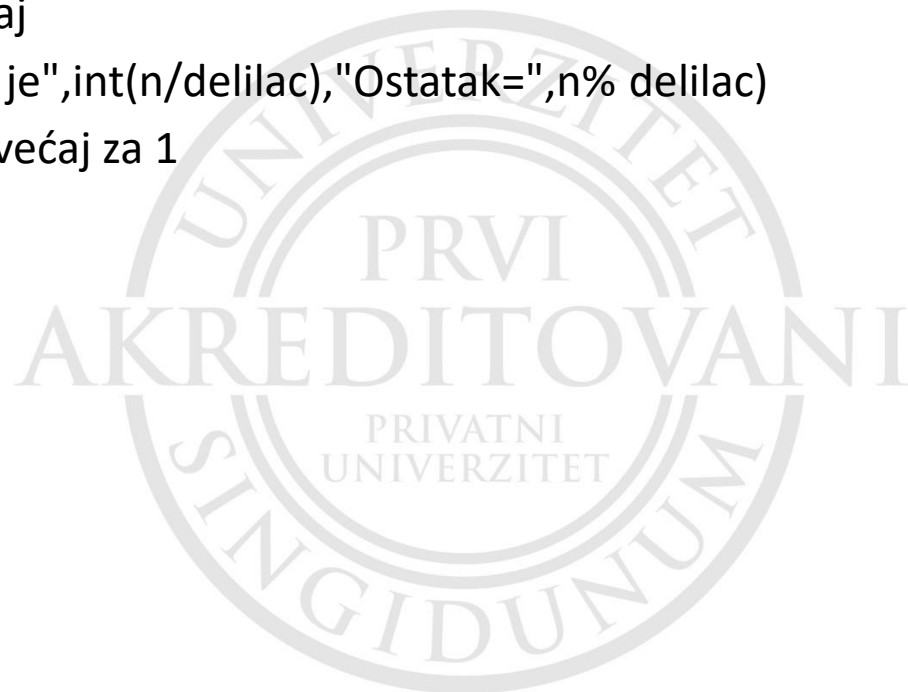 aj
je",int(n/delilac),"Ostatak=",n% delilac)
većaj za 1
UNIVERZITET
PRVI
AKREDITOVANI
PRIVATNI
UNIVERZITET
SINGIDUNUM